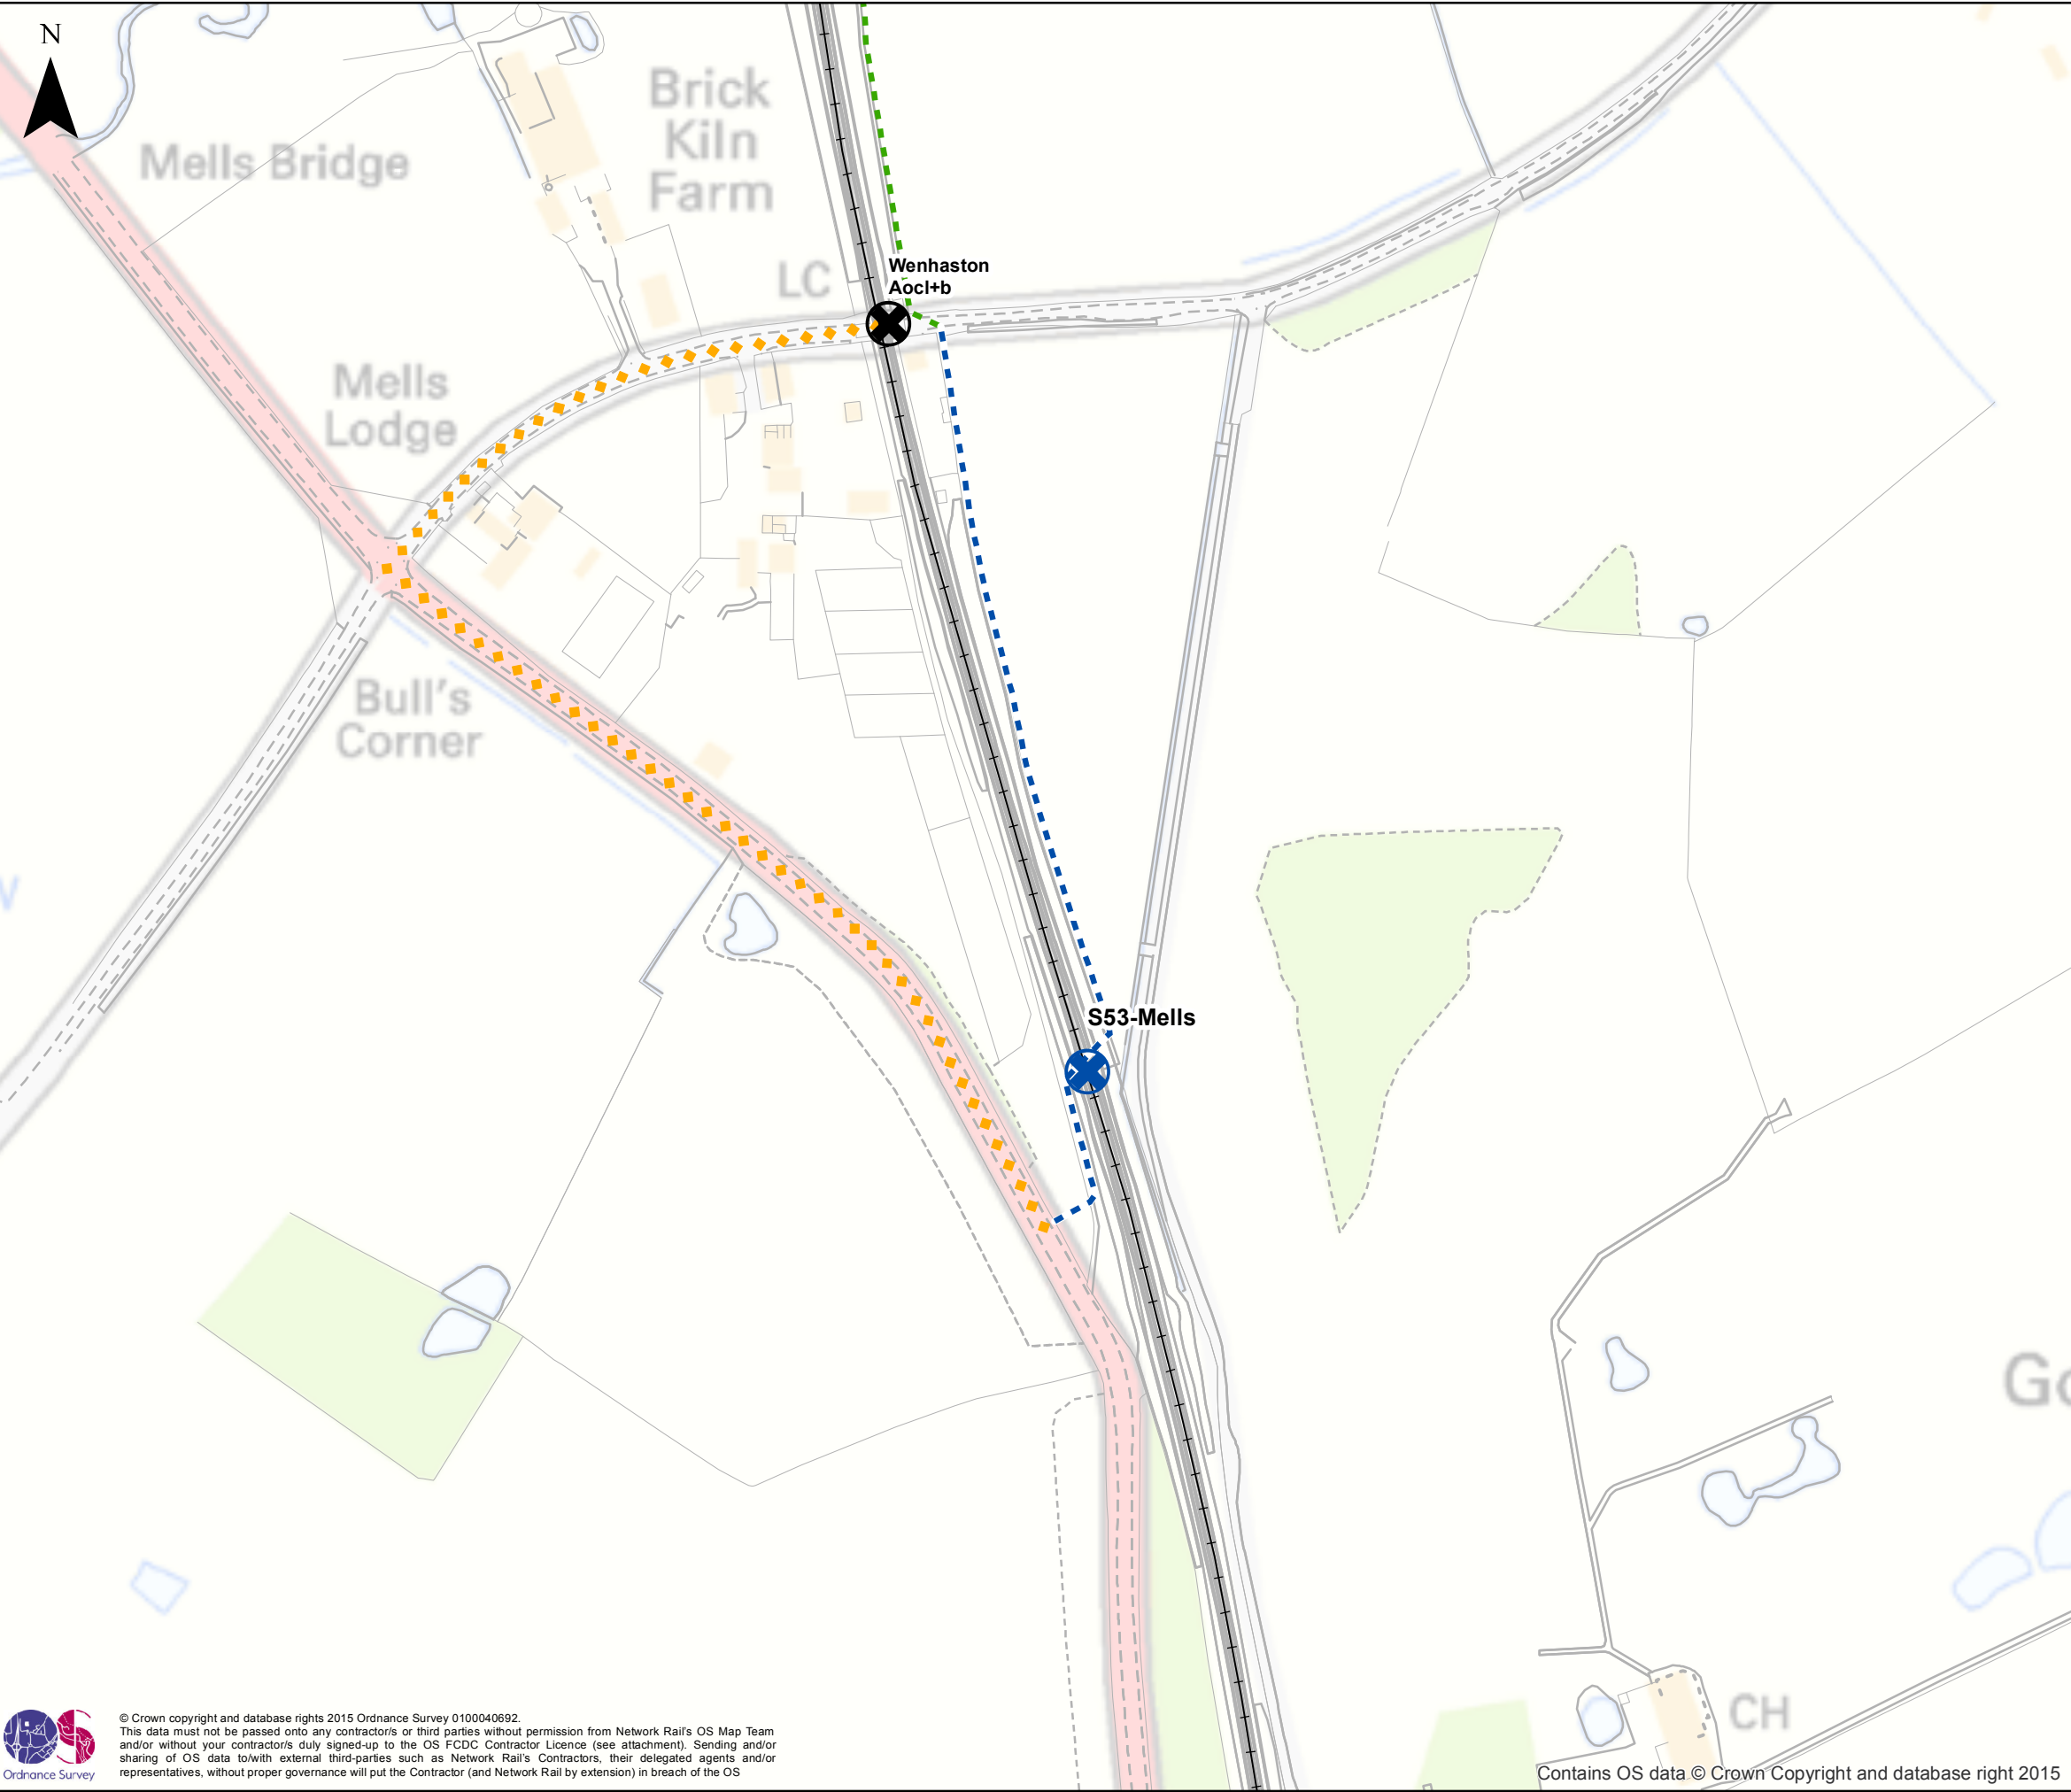 N
Brick
Kiln
Farm
Mells Bridge
LC
Wenhaston
Aocl+b
Mells
Lodge
Bull's
Corner
S53-Mells
Go
CH
Ordnance Survey
© Crown copyright and database rights 2015 Ordnance Survey 0100040692.
This data must not be passed onto any contractor/s or third parties without permission from Network Rail's OS Map Team
and/or without your contractor/s duly signed-up to the OS FCDC Contractor Licence (see attachment). Sending and/or
sharing of OS data to/with external third-parties such as Network Rail's Contractors, their delegated agents and/or
representatives, without proper governance will put the Contractor (and Network Rail by extension) in breach of the OS
Contains OS data © Crown Copyright and database right 2015